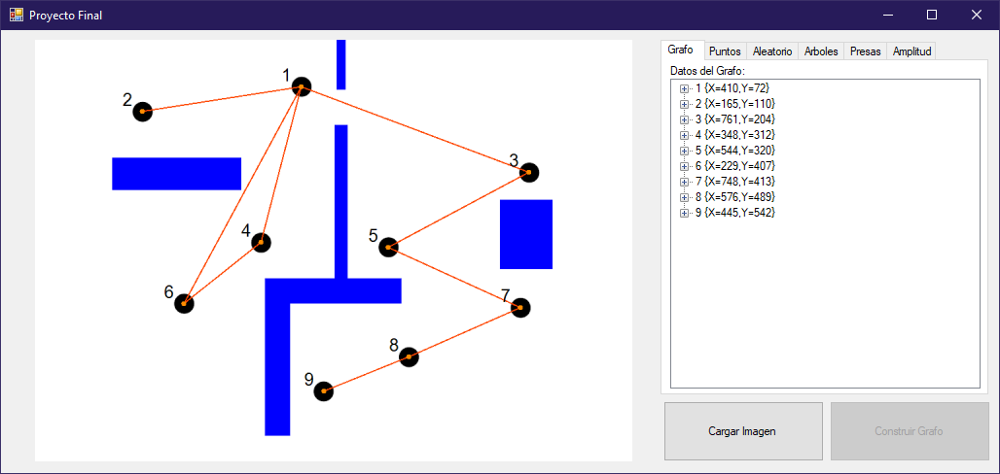 Proyecto Final
1
2
3
4
5
6
7
8
9
Grafo Puntos Aleatorio Arboles Presas Amplitud
Datos del Grafo:
1 {X=410,Y=72}
2 {X=165,Y=110}
3 {X=761,Y=204}
4 {X=348,Y=312}
5 {X=544,Y=320}
6 {X=229,Y=407}
7 {X=748,Y=413}
8 {X=576,Y=489}
9 {X=445,Y=542}
Cargar Imagen
Construir Grafo